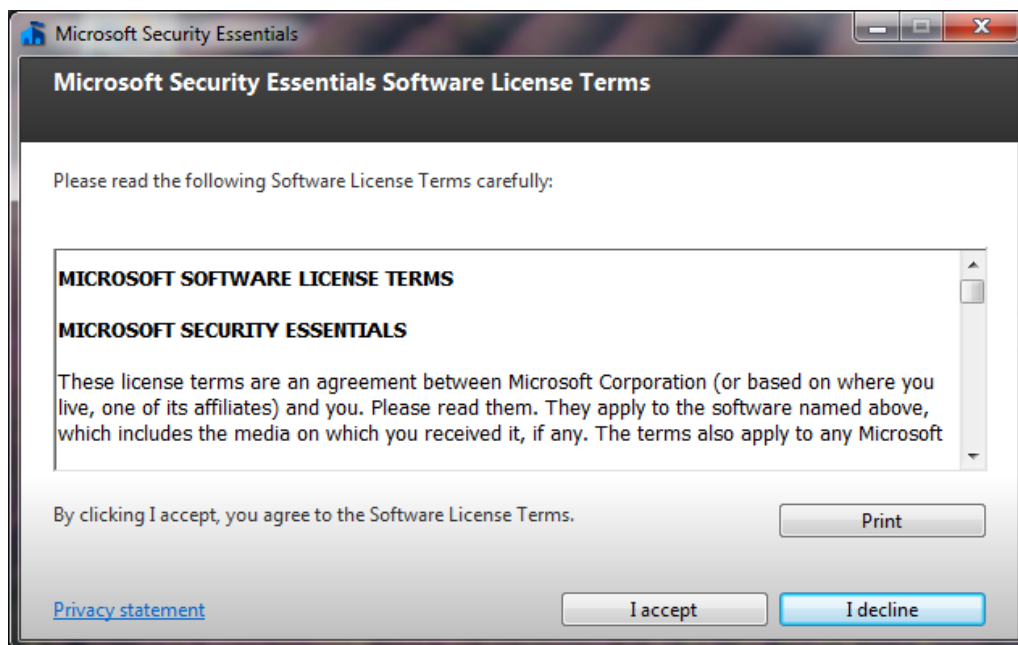 Microsoft Security Essentials
Microsoft Security Essentials Software License Terms
Please read the following Software License Terms carefully:
MICROSOFT SOFTWARE LICENSE TERMS
MICROSOFT SECURITY ESSENTIALS
These license terms are an agreement between Microsoft Corporation (or based on where you
live, one of its affiliates) and you. Please read them. They apply to the software named above,
which includes the media on which you received it, if any. The terms also apply to any Microsoft
By clicking I accept, you agree to the Software License Terms.
Print
Privacy statement
I accept
I decline